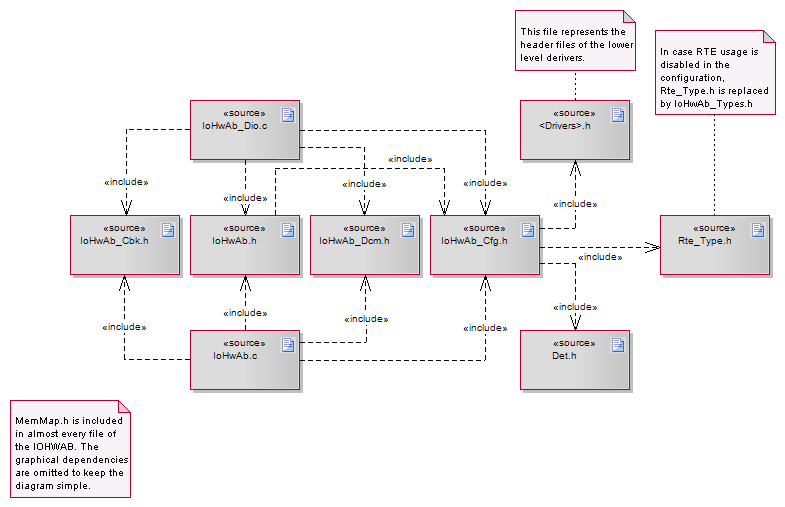 This file represents the
header files of the lower
level derivers.
In case RTE usage is
disabled in the
configuration,
Rte_Type.h is replaced
by IoHwAb_Types.h
«source»
IoHwAb_Dio.c
«source»
<Drivers>.h
«include»
«include»
«include»
«include»
«include»
«include»
«source»
IoHwAb_Cbk.h
«source»
IoHwAb.h
«source»
IoHwAb_Dcm.h
«source»
IoHwAb_Cfg.h
«source»
Rte_Type.h
«include»
«include»
«include»
«include»
«include»
«source»
IoHwAb.c
«source»
Det.h
MemMap.h is included
in almost every file of
the IOHWAB. The
graphical dependencies
are omitted to keep the
diagram simple.